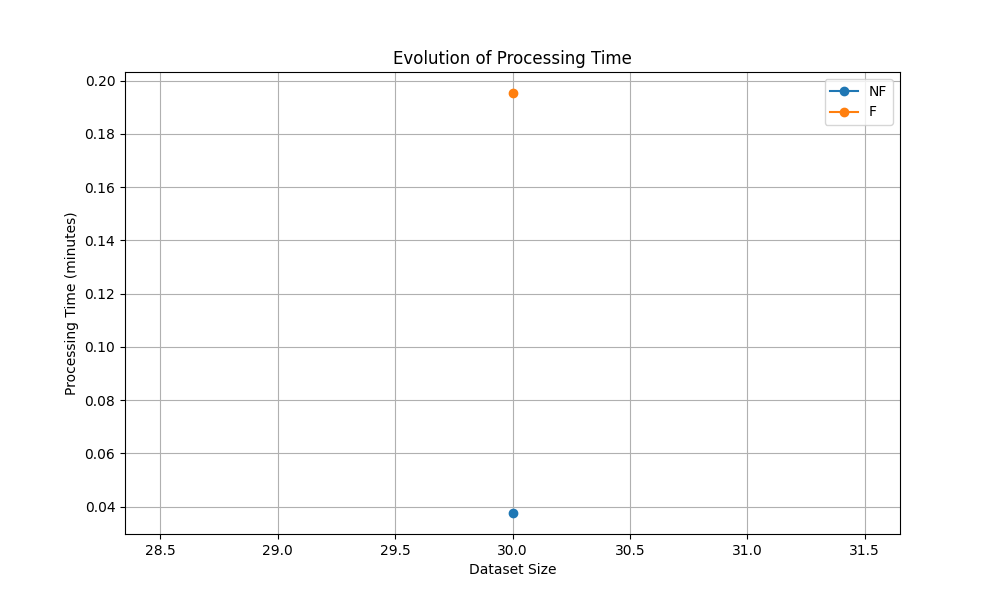 Evolution of Processing Time
NF
F
Processing Time (minutes)
0.20
0.18
0.16
0.14
0.12
0.10
0.08
0.06
0.04
28.5 29.0 29.5 30.0 30.5 31.0 31.5
Dataset Size